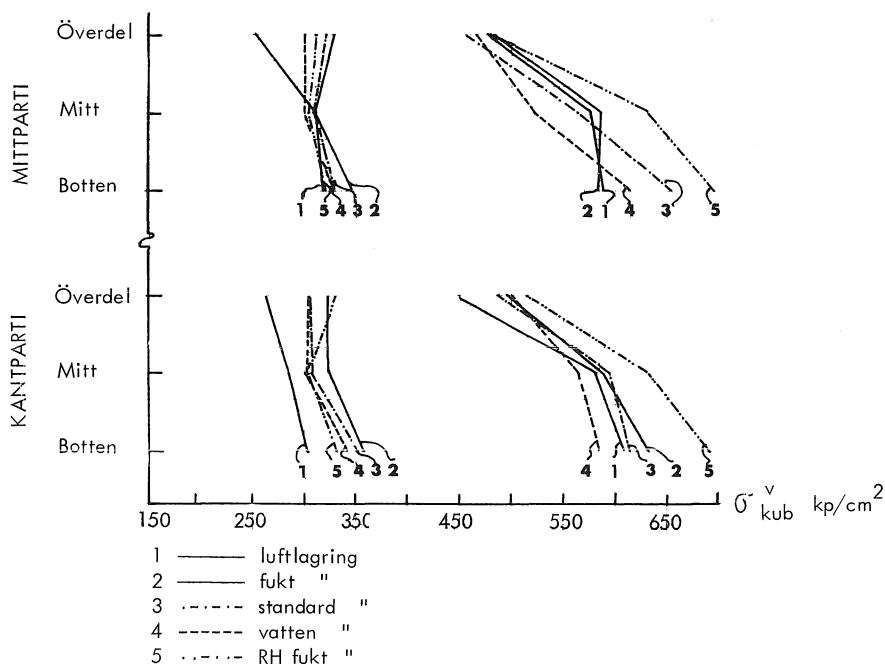 Överdel
Mitt
Botten
MITTPARTI
1 5 4 3 2
2 1 4 3 5
Överdel
Mitt
Botten
KANTPARTI
1 5 4 3 2
4 1 3 2 5
150 250 350 450 550 650
σ v kub kp/cm²
1 luftlagring
2 fukt "
3 standard "
4 vatten "
5 RH fukt "